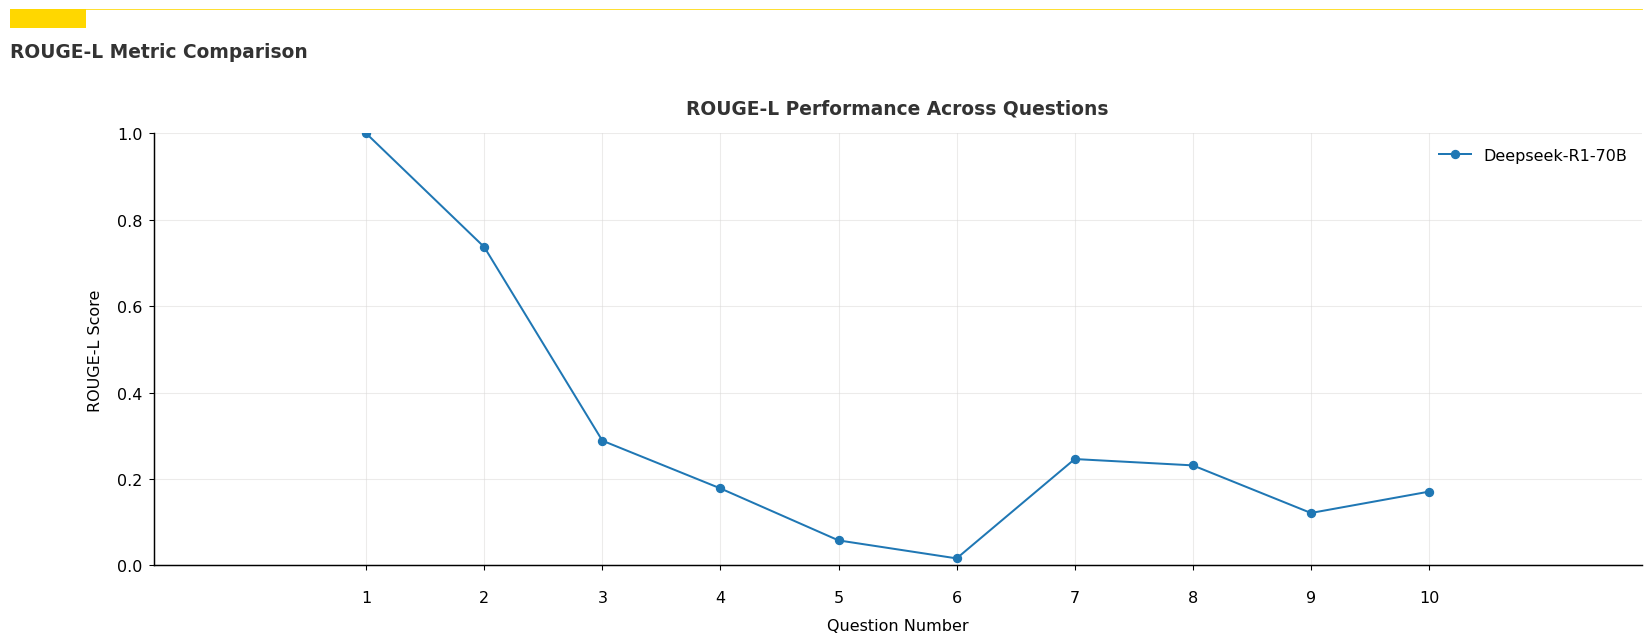 ROUGE-L Metric Comparison
ROUGE-L Performance Across Questions
Deepseek-R1-70B
ROUGE-L Score
1.0
0.8
0.6
0.4
0.2
0.0
1 2 3 4 5 6 7 8 9 10
Question Number